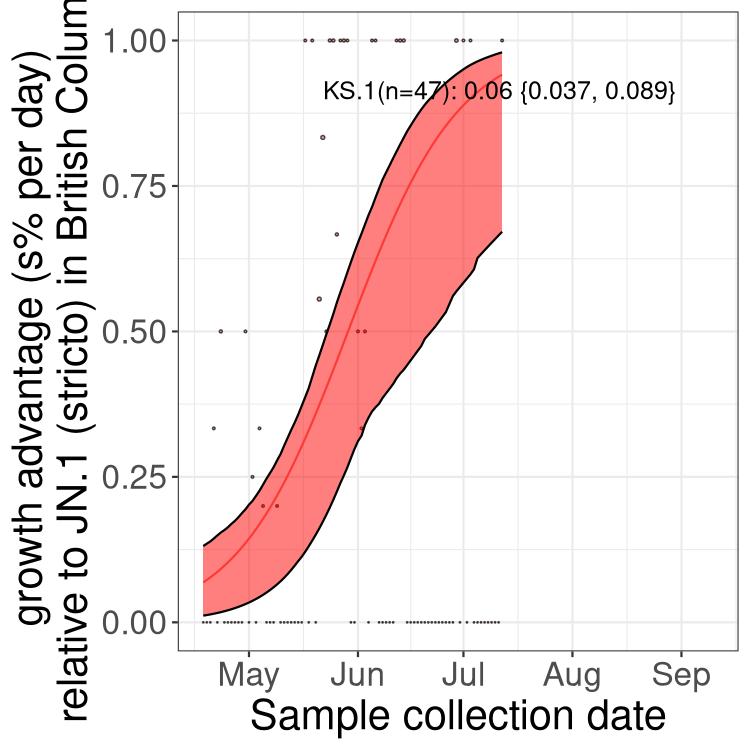 growth advantage (s% per day)
relative to JN.1 (stricto) in British Colum
1.00
0.75
0.50
0.25
0.00
KS.1(n=47): 0.06 {0.037, 0.089}
May Jun Jul Aug Sep
Sample collection date